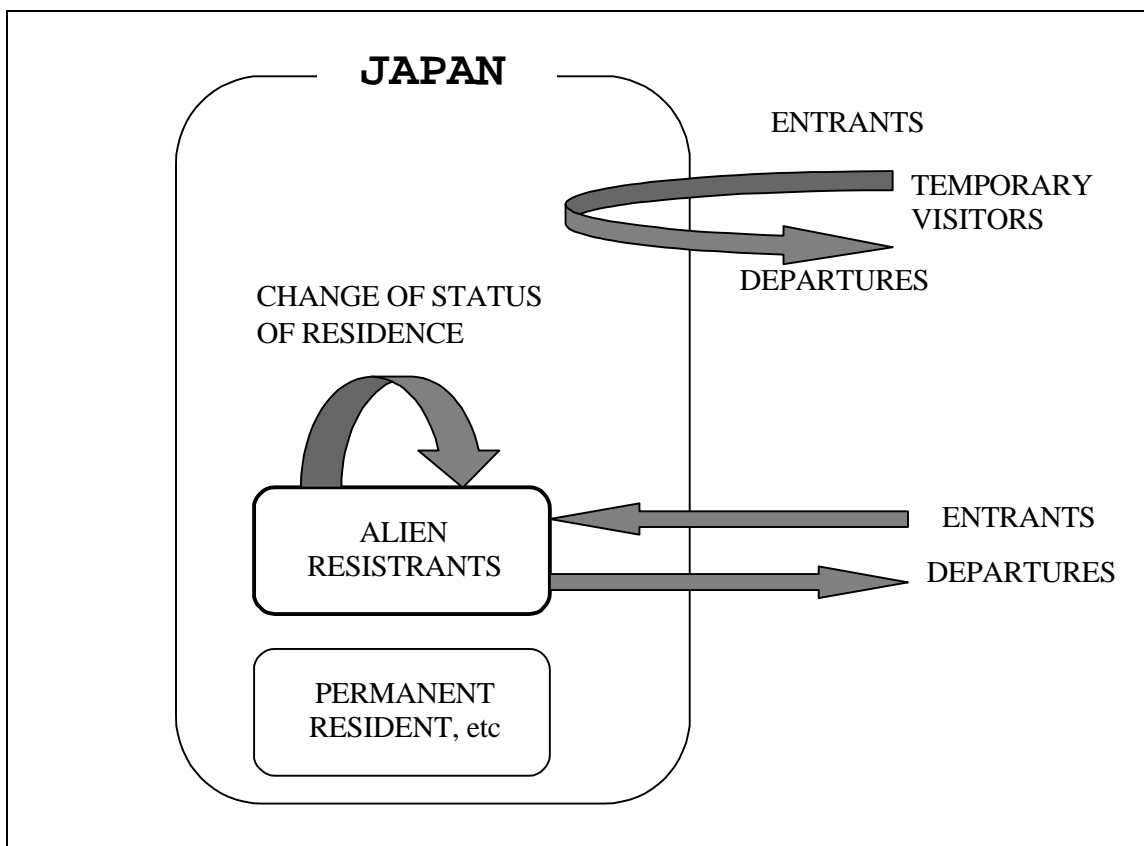 JAPAN
ENTRANTS
TEMPORARY
VISITORS
DEPARTURES
CHANGE OF STATUS
OF RESIDENCE
ALIEN
RESISTRANTS
ENTRANTS
DEPARTURES
PERMANENT
RESIDENT, etc